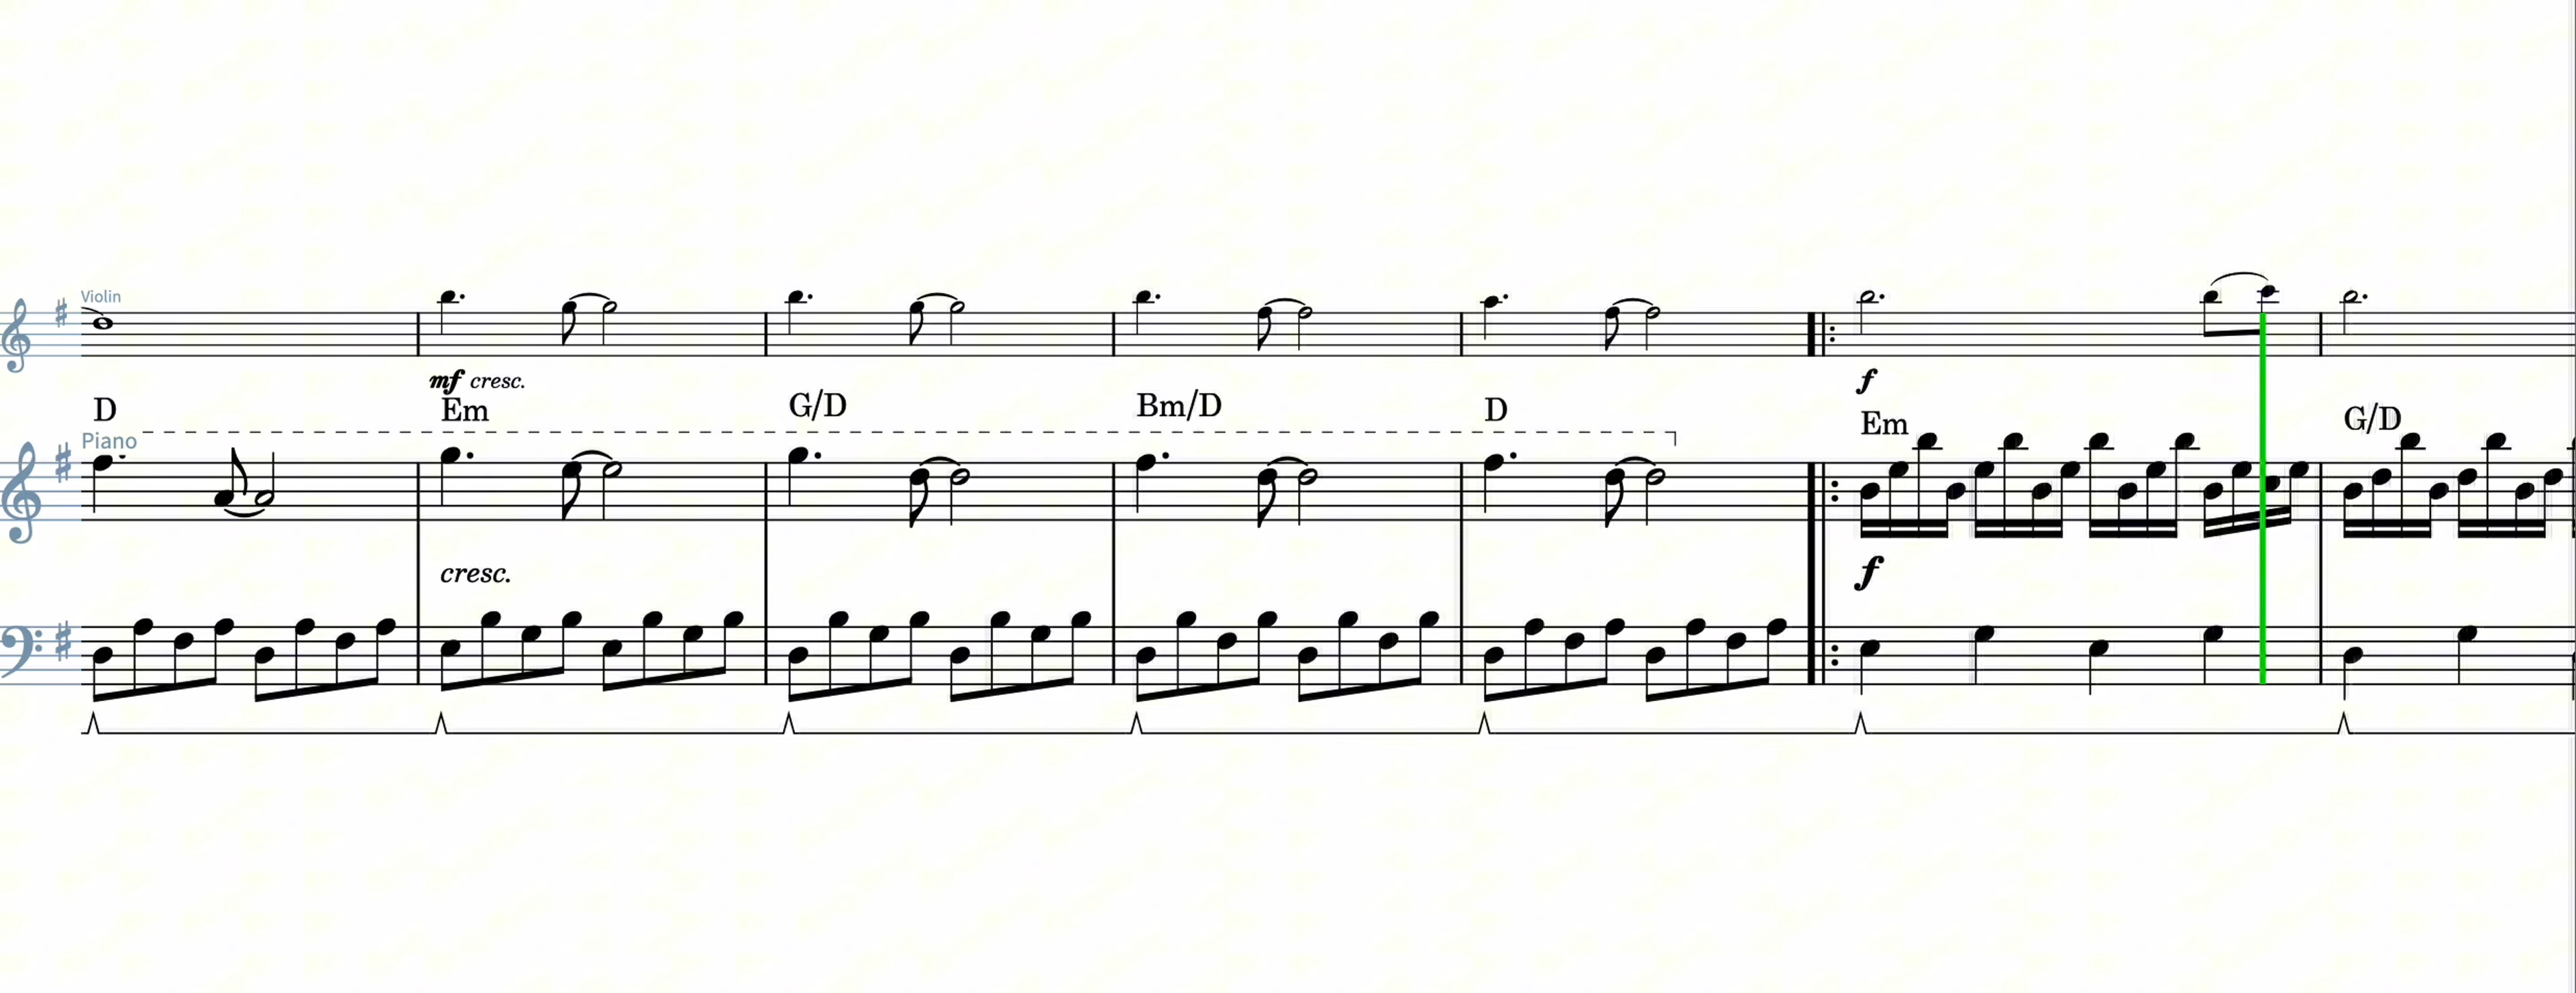 Violin
mf cresc.
f
D Em G/D Bm/D D Em G/D
Piano
cresc.
f